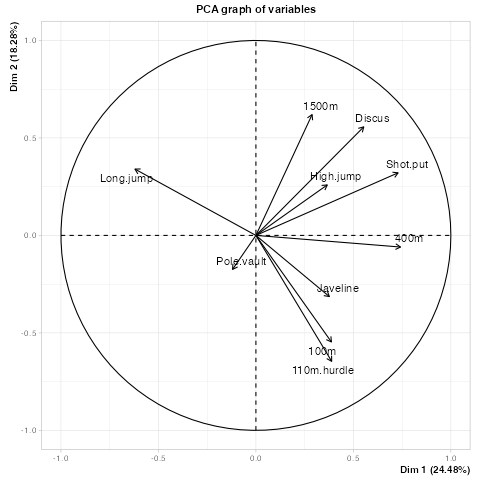 PCA graph of variables
Dim 2 (18.28%)
1.0
0.5
0.0
-0.5
-1.0
1500m
Discus
Shot.put
High.jump
Long.jump
400m
Pole.vault
Javeline
100m
110m.hurdle
-1.0
-0.5
0.0
0.5
1.0
Dim 1 (24.48%)